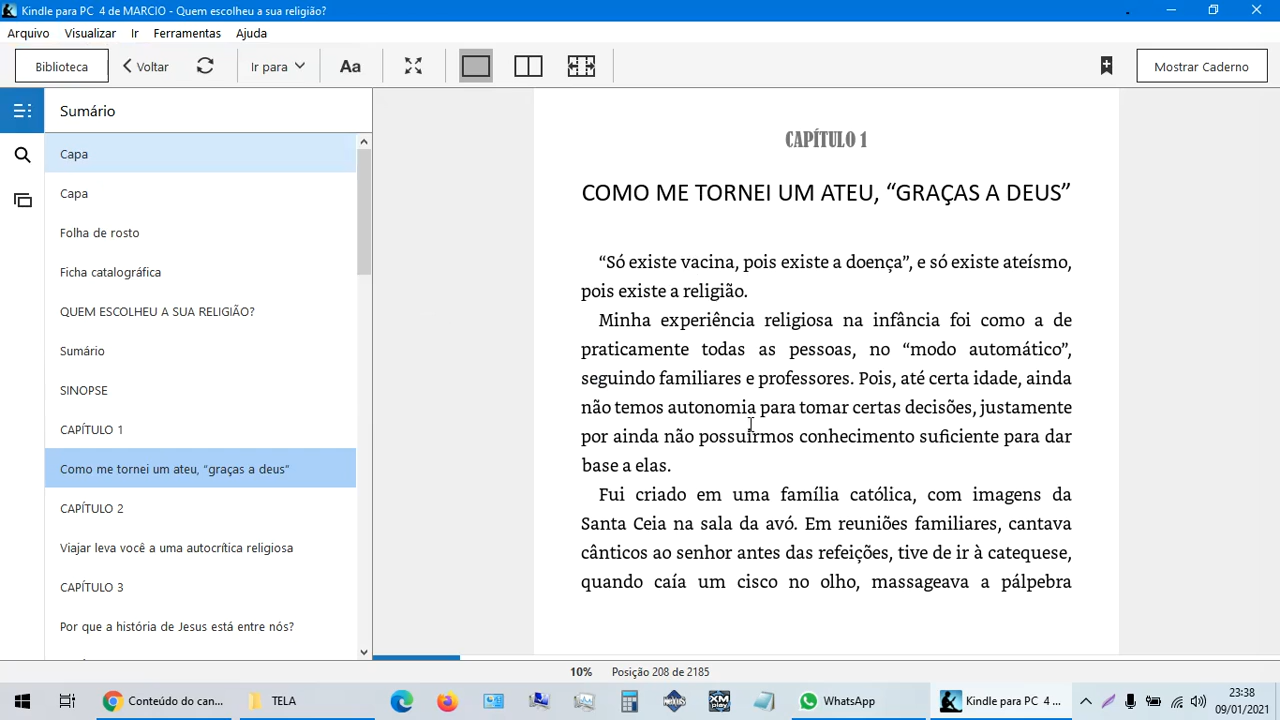 Kindle para PC 4 de MARCIO - Quem escolheu a sua religião?
Arquivo Visualizar Ir Ferramentas Ajuda
Biblioteca Voltar Ir para Aa Mostrar Caderno
Sumário
Capa
Capa
Folha de rosto
Ficha catalográfica
QUEM ESCOLHEU A SUA RELIGIÃO?
Sumário
SINOPSE
CAPÍTULO 1
Como me tornei um ateu, “graças a deus”
CAPÍTULO 2
Viajar leva você a uma autocrítica religiosa
CAPÍTULO 3
Por que a história de Jesus está entre nós?
CAPÍTULO 1
COMO ME TORNEI UM ATEU, “GRAÇAS A DEUS”
“Só existe vacina, pois existe a doença”, e só existe ateísmo,
pois existe a religião.
Minha experiência religiosa na infância foi como a de
praticamente todas as pessoas, no “modo automático”,
seguindo familiares e professores. Pois, até certa idade, ainda
não temos autonomia para tomar certas decisões, justamente
por ainda não possuirmos conhecimento suficiente para dar
base a elas.
Fui criado em uma família católica, com imagens da
Santa Ceia na sala da avó. Em reuniões familiares, cantava
cânticos ao senhor antes das refeições, tive de ir à catequese,
quando caía um cisco no olho, massageava a pálpebra
10% Posição 208 de 2185
Conteúdo do can... TELA WhatsApp Kindle para PC 4 ... 23:38
09/01/2021